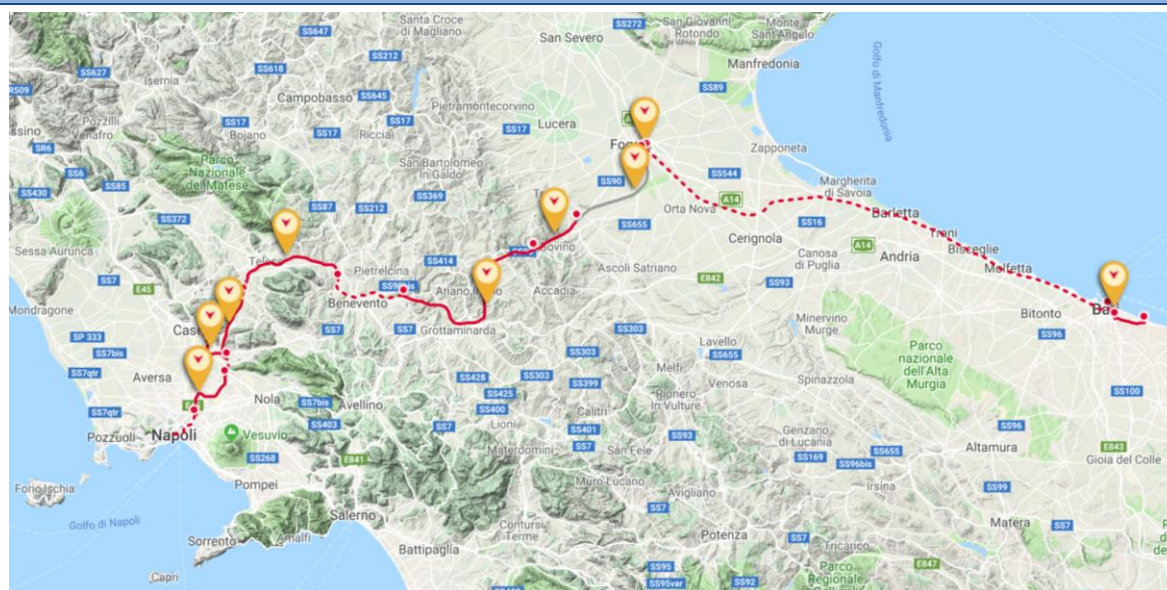 Santa Croce
di Magliano
SS647
SS272
San Giovanni
Rotondo
Monte
Sant'Angelo
San Severo
SS212
Isernia
SS627
SS618
Manfredonia
Golfo di Manfredonia
Campobasso
SS645
Pietramontecorvino
SS89
SS17
Lucera
SS17
Pozzilli
Venafro
Bojano
SS17
Riccia
SS17
SR6
Zapponeta
San Bartolomeo
in Galdo
Parco
Nazionale
del Matese
SS6
SS85
SS90
SS544
Margherita
di Savoia
SS430
SS369
SS87
SS212
A14
Orta Nova
SS16
Barletta
SS372
SS655
Trani
Sessa Aurunca
Cerignola
A14
Bisceglie
SS414
Bovino
Canosa
di Puglia
Andria
Molfetta
SS7
E45
Pietrelcina
Ascoli Satriano
E842
SS93
SS90bis
Ariano Irpino
Accadia
Benevento
Mondragone
Bitonto
Bari
SS7
SS7
Grottaminarda
Minervino
Murge
SS96
SP 333
SS303
Lavello
Parco
nazionale
dell'Alta
Murgia
SS7bis
SS303
SS655
SS7qtr
Aversa
SS428
SS303
Melfi
Venosa
Spinazzola
SS399
SS100
Nola
SS7bis
Avellino
SS425
Rionero
In Vulture
SS7qtr
SS400
Calitri
SS403
Lioni
SS401
SS93
Genzano
di Lucania
SS96
Pozzuoli
Napoli
Vesuvio
SS7
SS7
SS169
SS655
Altamura
E843
Materdomini
San Fele
SS96bis
Gioia del Colle
SS268
E841
Muro Lucano
Irsina
Forio
Ischia
Pompei
Avigliano
SS99
SS7
Salerno
Matera
SS7
Golfo di Napoli
Contursi
Terme
Potenza
SS7
Sorrento
Amalfi
Tricarico
Battipaglia
SS95
Parco
Regionale
E847
Capri
SS95var